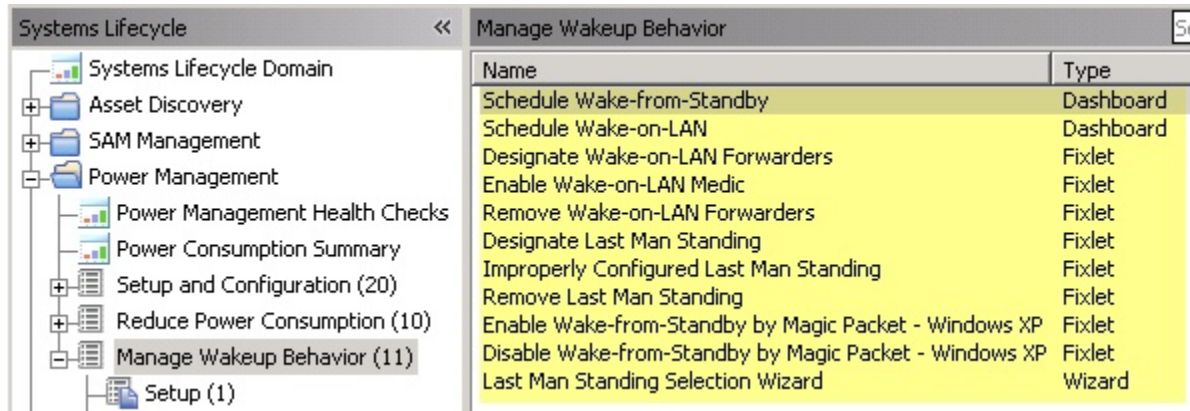 Systems Lifecycle «
Systems Lifecycle Domain
Asset Discovery
SAM Management
Power Management
Power Management Health Checks
Power Consumption Summary
Setup and Configuration (20)
Reduce Power Consumption (10)
Manage Wakeup Behavior (11)
Setup (1)
Manage Wakeup Behavior
Name Type
Schedule Wake-from-Standby Dashboard
Schedule Wake-on-LAN Dashboard
Designate Wake-on-LAN Forwarders Fixlet
Enable Wake-on-LAN Medic Fixlet
Remove Wake-on-LAN Forwarders Fixlet
Designate Last Man Standing Fixlet
Improperly Configured Last Man Standing Fixlet
Remove Last Man Standing Fixlet
Enable Wake-from-Standby by Magic Packet - Windows XP Fixlet
Disable Wake-from-Standby by Magic Packet - Windows XP Fixlet
Last Man Standing Selection Wizard Wizard